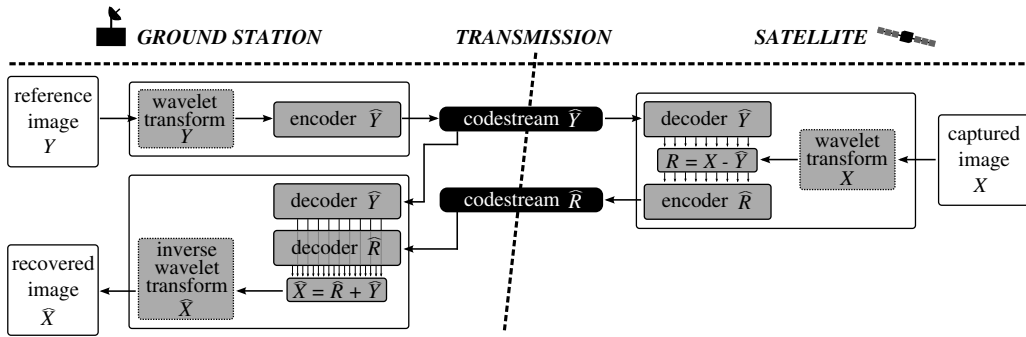 GROUND STATION
TRANSMISSION
SATELLITE
reference
image
Y
wavelet
transform
Y
encoder Ŷ
codestream Ŷ
decoder Ŷ
R = X - Ŷ
encoder R̂
wavelet
transform
X
captured
image
X
codestream R̂
decoder Ŷ
decoder R̂
X̂ = R̂ + Ŷ
inverse
wavelet
transform
X̂
recovered
image
X̂